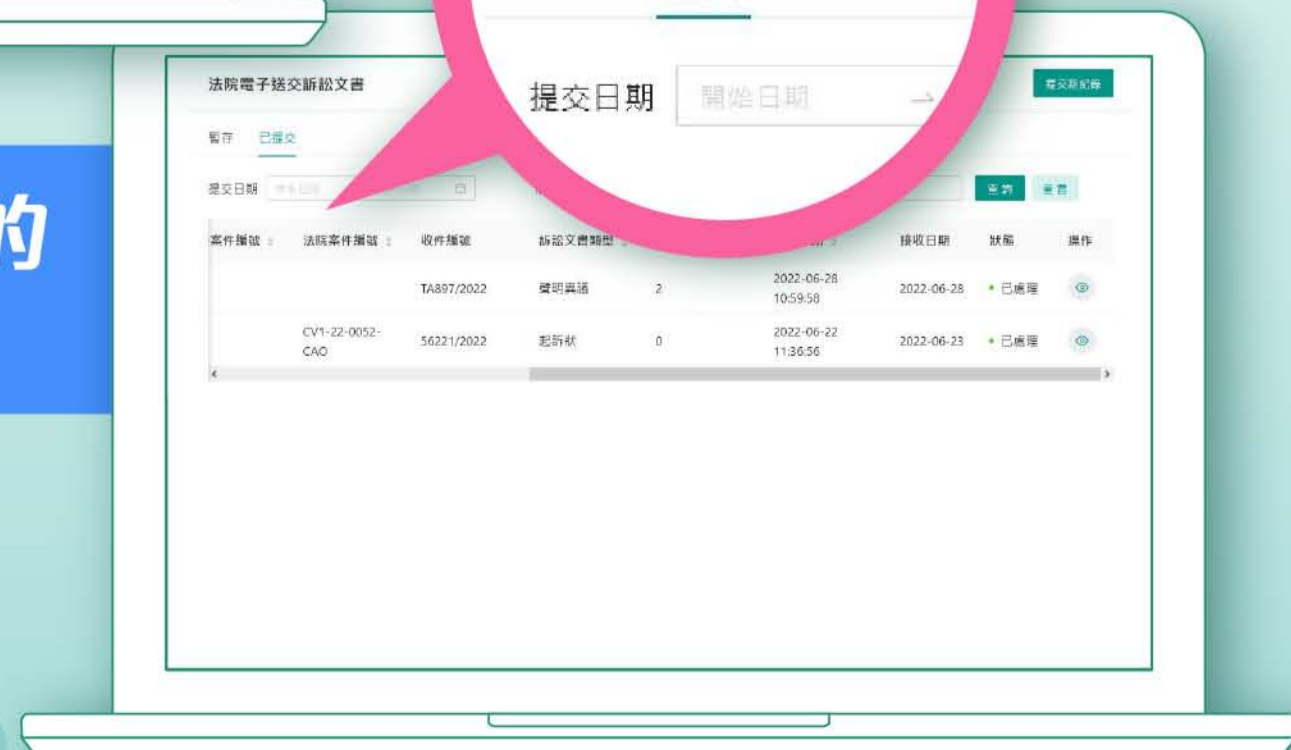 的
提交日期 開始日期 →
法院電子送交訴訟文書
提交新紀錄
暫存 已提交
提交日期
查詢 重置
案件編號 法院案件編號 收件編號 訴訟文書類型 接收日期 狀態 操作
TA897/2022 聲明異議 2 2022-06-28 10:59:58 2022-06-28 已處理
CV1-22-0052-CAO 56221/2022 起訴狀 0 2022-06-22 11:36:56 2022-06-23 已處理